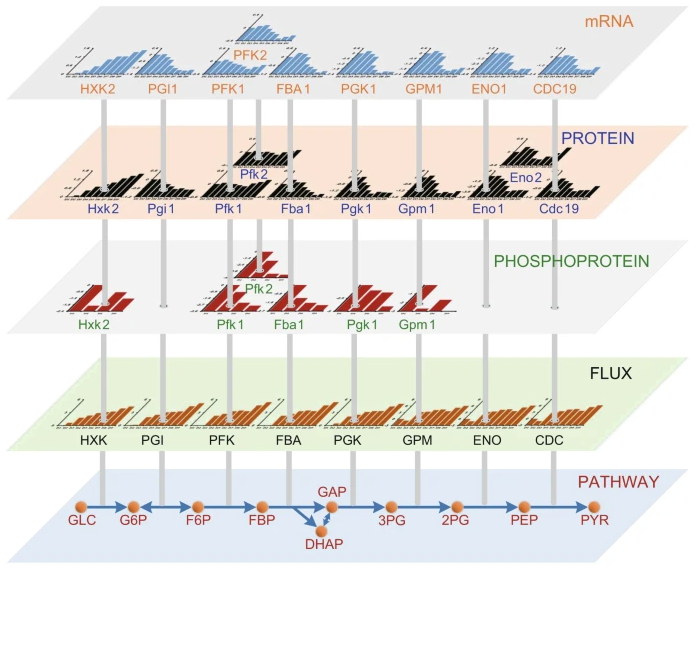 mRNA
PFK2
HXK2 PGI1 PFK1 FBA1 PGK1 GPM1 ENO1 CDC19
PROTEIN
Pfk2 Eno2
Hxk2 Pgi1 Pfk1 Fba1 Pgk1 Gpm1 Eno1 Cdc19
PHOSPHOPROTEIN
Pfk2
Hxk2 Pfk1 Fba1 Pgk1 Gpm1
FLUX
HXK PGI PFK FBA PGK GPM ENO CDC
PATHWAY
GAP
GLC G6P F6P FBP 3PG 2PG PEP PYR
DHAP